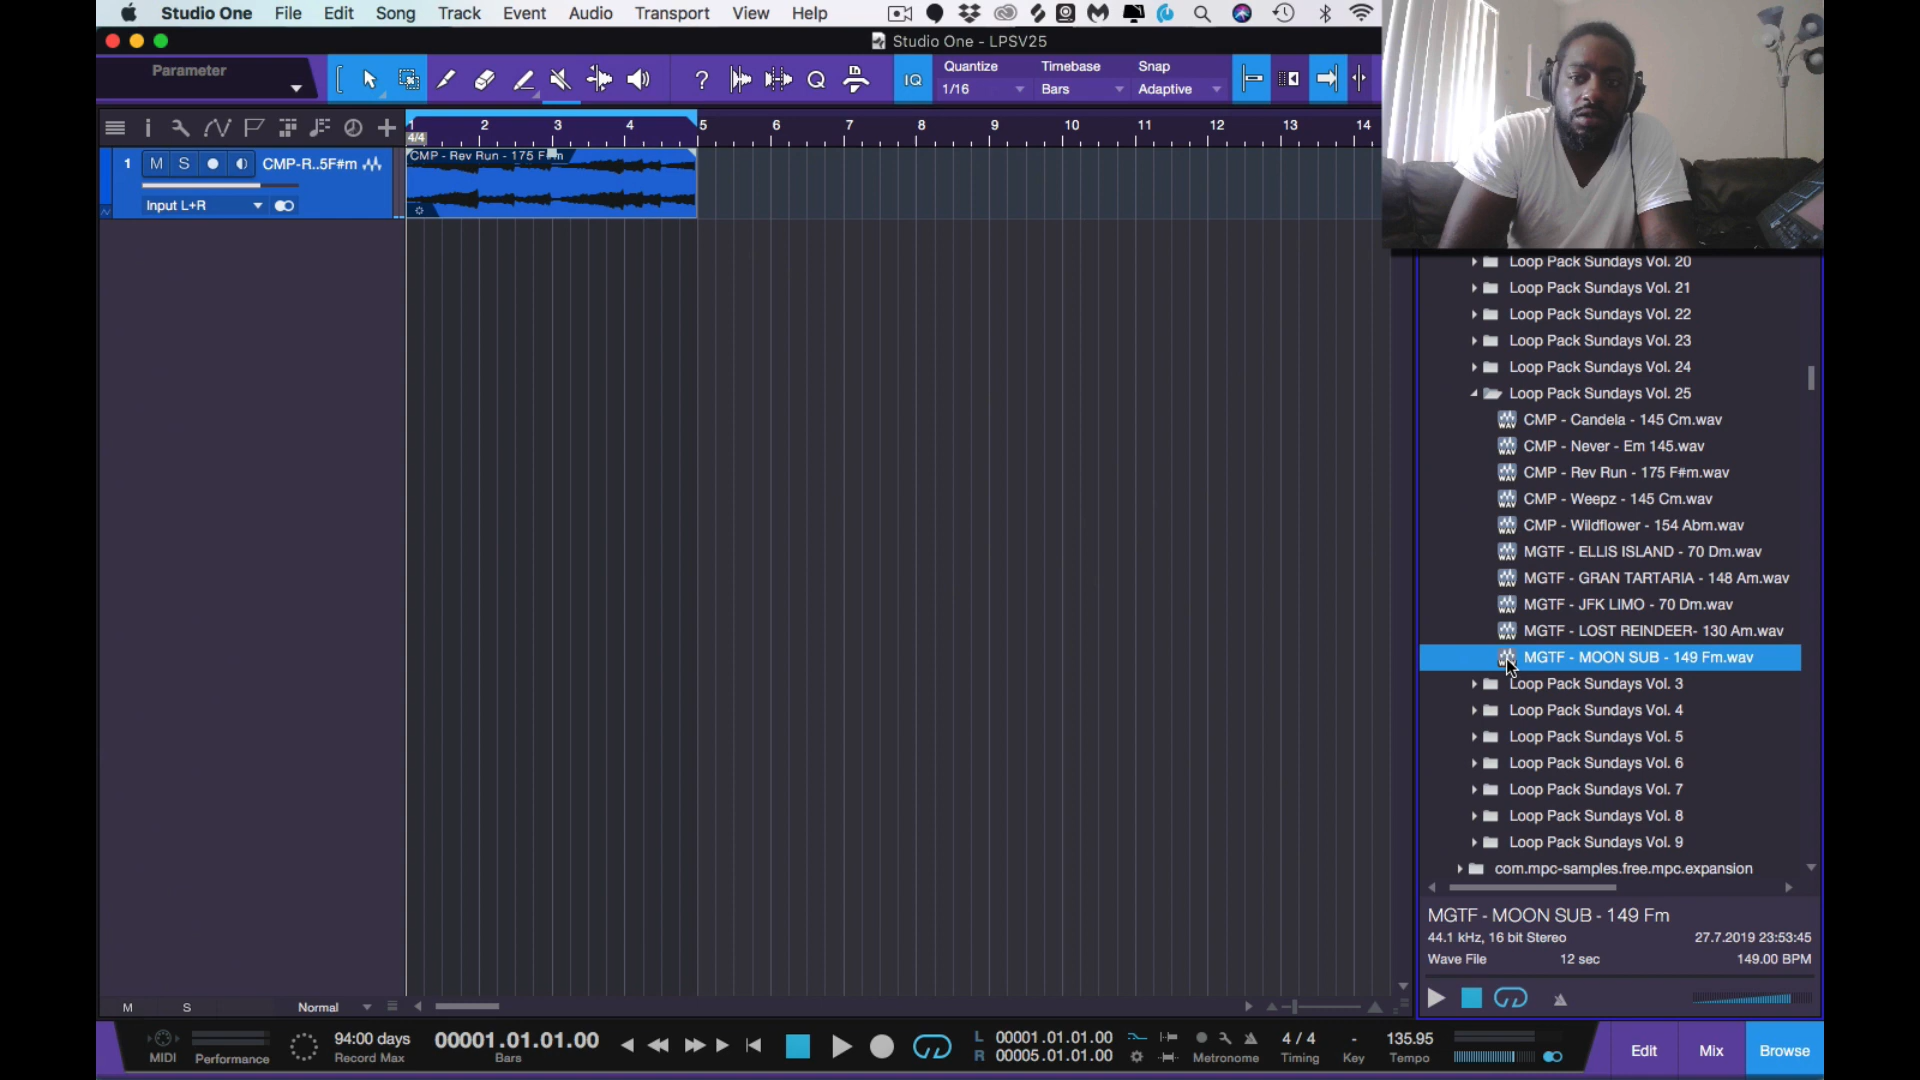 Studio One File Edit Song Track Event Audio Transport View Help
Studio One - LPSV25
Parameter
IQ
Quantize Timebase Snap
1/16 Bars Adaptive
1 2 3 4 5 6 7 8 9 10 11 12 13 14
4/4
1 M S CMP-R..5F#m
CMP - Rev Run - 175 F#m
Input L+R
Loop Pack Sundays Vol. 20
Loop Pack Sundays Vol. 21
Loop Pack Sundays Vol. 22
Loop Pack Sundays Vol. 23
Loop Pack Sundays Vol. 24
Loop Pack Sundays Vol. 25
CMP - Candela - 145 Cm.wav
CMP - Never - Em 145.wav
CMP - Rev Run - 175 F#m.wav
CMP - Weepz - 145 Cm.wav
CMP - Wildflower - 154 Abm.wav
MGTF - ELLIS ISLAND - 70 Dm.wav
MGTF - GRAN TARTARIA - 148 Am.wav
MGTF - JFK LIMO - 70 Dm.wav
MGTF - LOST REINDEER- 130 Am.wav
MGTF - MOON SUB - 149 Fm.wav
Loop Pack Sundays Vol. 3
Loop Pack Sundays Vol. 4
Loop Pack Sundays Vol. 5
Loop Pack Sundays Vol. 6
Loop Pack Sundays Vol. 7
Loop Pack Sundays Vol. 8
Loop Pack Sundays Vol. 9
com.mpc-samples.free.mpc.expansion
MGTF - MOON SUB - 149 Fm
44.1 kHz, 16 bit Stereo 27.7.2019 23:53:45
Wave File 12 sec 149.00 BPM
M S Normal
MIDI
Performance
94:00 days
Record Max
00001.01.01.00
Bars
L 00001.01.01.00
R 00005.01.01.00
Metronome
4 / 4
Timing
-
Key
135.95
Tempo
Edit Mix Browse